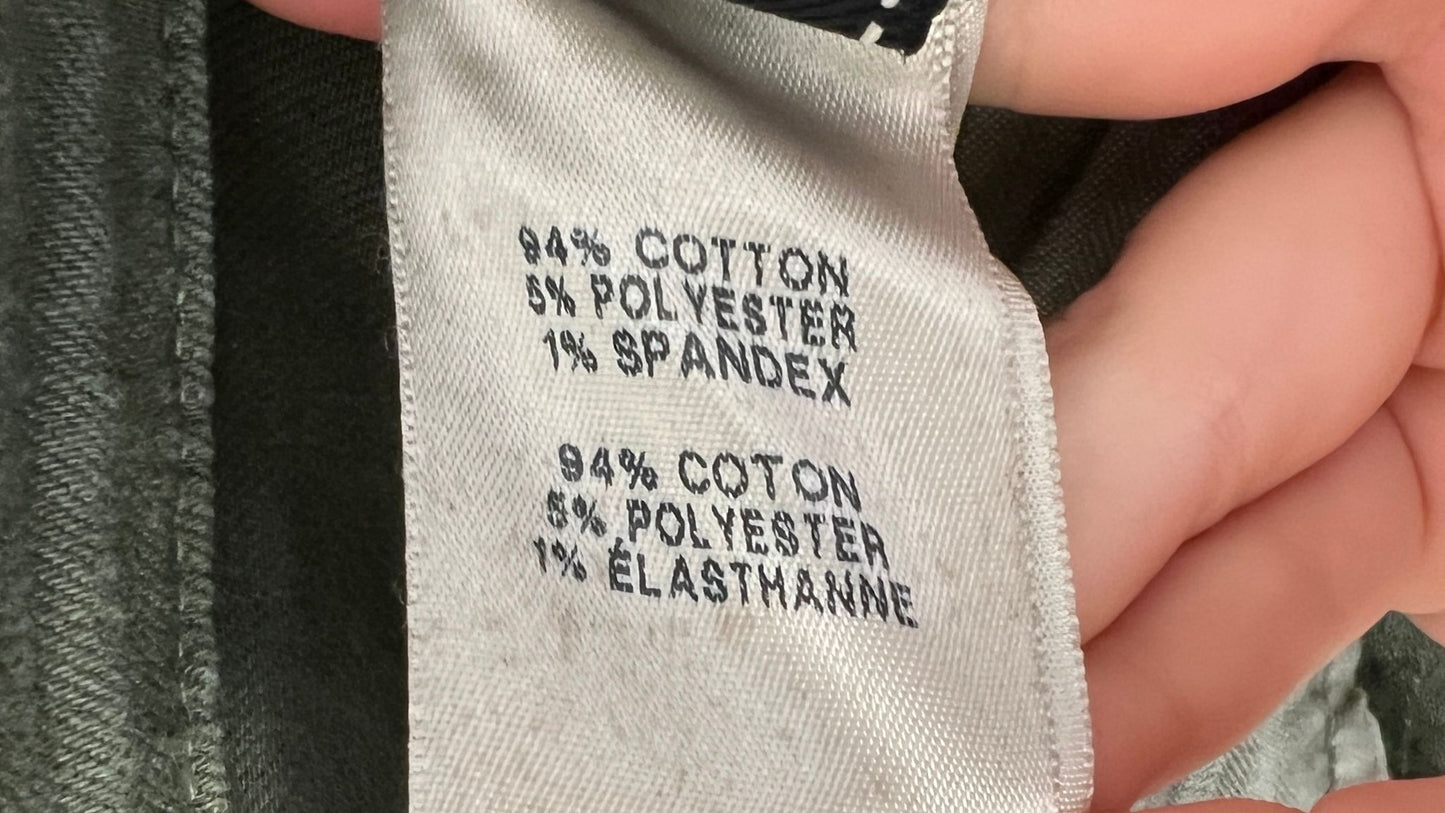 94% COTTON
5% POLYESTER
1% SPANDEX
94% COTON
5% POLYESTER
1% ÉLASTHANNE